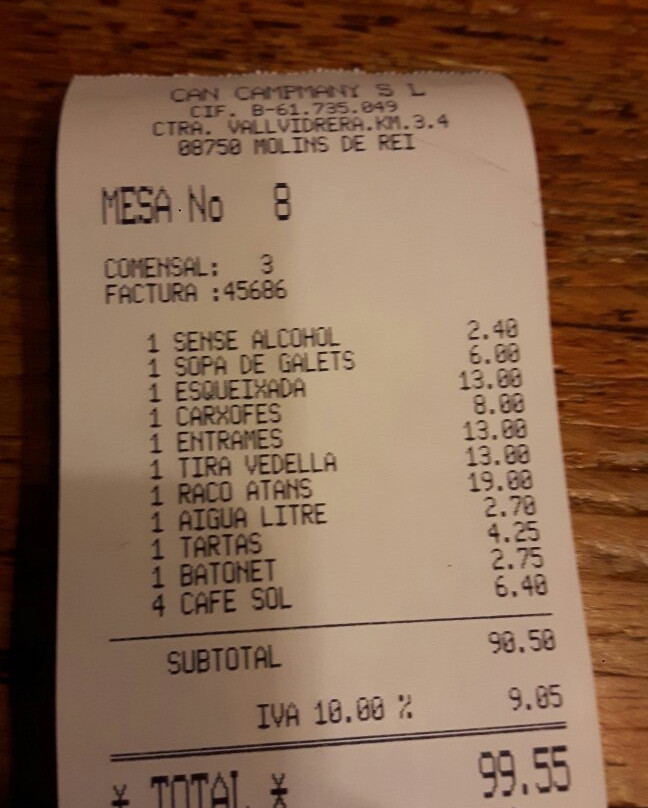 CAN CAMPMANY S L
CIF. B-61.735.049
CTRA. VALLVIDRERA.KM.3.4
08750 MOLINS DE REI
MESA No 8
COMENSAL: 3
FACTURA :45686
1 SENSE ALCOHOL 2.40
1 SOPA DE GALETS 6.00
1 ESQUEIXADA 13.00
1 CARXOFES 8.00
1 ENTRAMES 13.00
1 TIRA VEDELLA 13.00
1 RACO ATANS 19.00
1 AIGUA LITRE 2.70
1 TARTAS 4.25
1 BATONET 2.75
4 CAFE SOL 6.40
SUBTOTAL 90.50
IVA 10.00 % 9.05
* TOTAL * 99.55